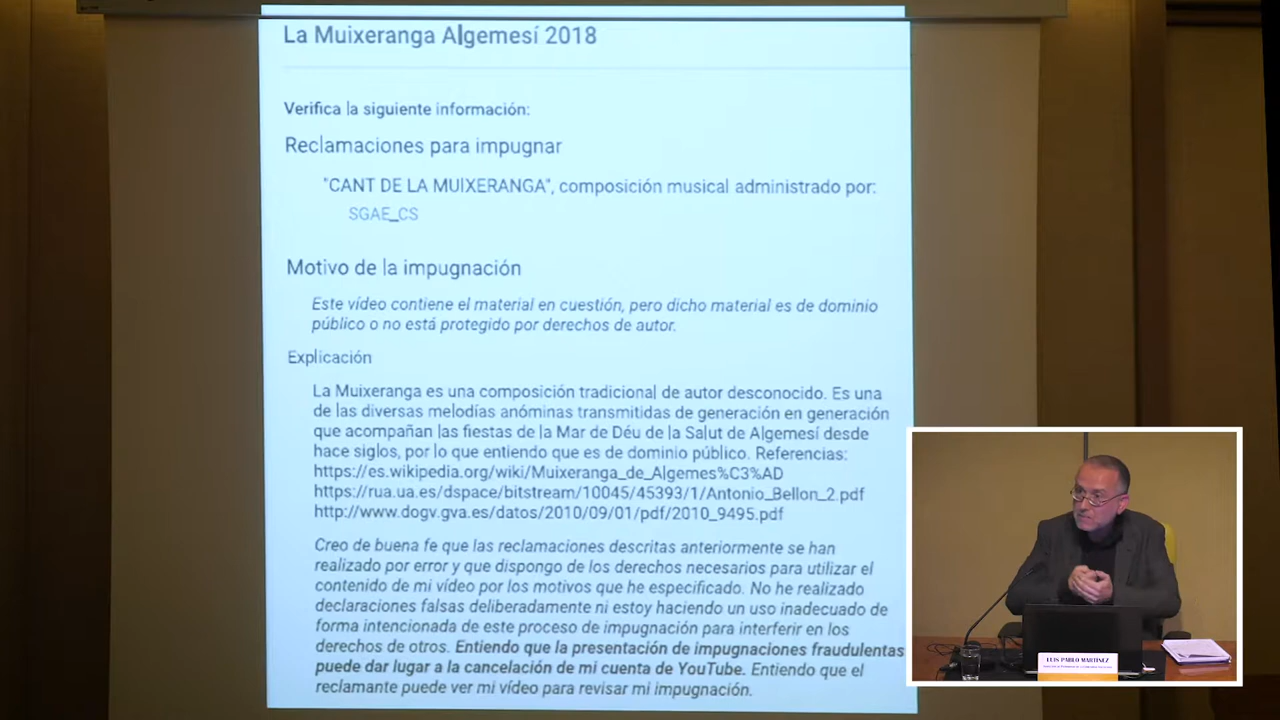 La Muixeranga Algemesí 2018
Verifica la siguiente información:
Reclamaciones para impugnar
"CANT DE LA MUIXERANGA", composición musical administrado por:
SGAE_CS
Motivo de la impugnación
Este vídeo contiene el material en cuestión, pero dicho material es de dominio
público o no está protegido por derechos de autor.
Explicación
La Muixeranga es una composición tradicional de autor desconocido. Es una
de las diversas melodías anóminas transmitidas de generación en generación
que acompañan las fiestas de la Mar de Déu de la Salut de Algemesí desde
hace siglos, por lo que entiendo que es de dominio público. Referencias:
https://es.wikipedia.org/wiki/Muixeranga_de_Algemes%C3%AD
https://rua.ua.es/dspace/bitstream/10045/45393/1/Antonio_Bellon_2.pdf
http://www.dogv.gva.es/datos/2010/09/01/pdf/2010_9495.pdf
Creo de buena fe que las reclamaciones descritas anteriormente se han
realizado por error y que dispongo de los derechos necesarios para utilizar el
contenido de mi vídeo por los motivos que he especificado. No he realizado
declaraciones falsas deliberadamente ni estoy haciendo un uso inadecuado de
forma intencionada de este proceso de impugnación para interferir en los
derechos de otros. Entiendo que la presentación de impugnaciones fraudulentas
puede dar lugar a la cancelación de mi cuenta de YouTube. Entiendo que el
reclamante puede ver mi vídeo para revisar mi impugnación.
LUIS PABLO MARTÍNEZ